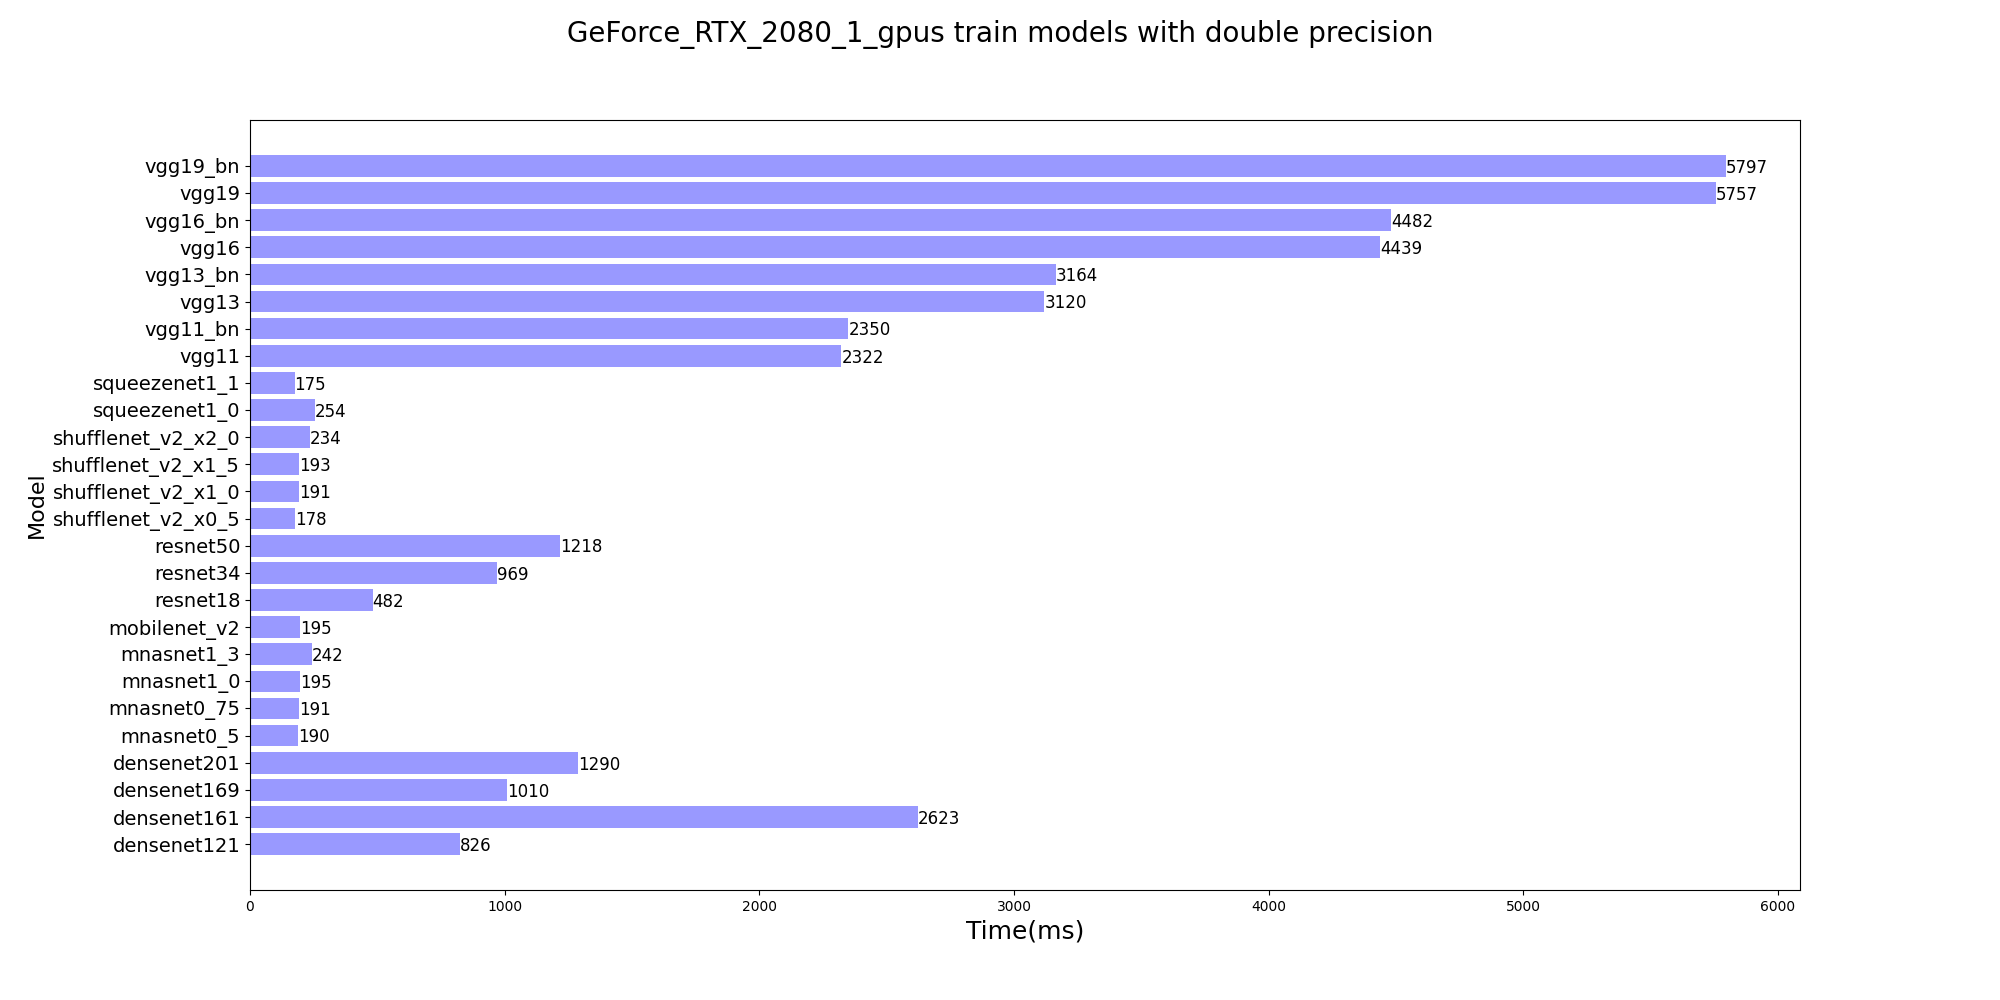 GeForce_RTX_2080_1_gpus train models with double precision
vgg19_bn 5797
vgg19 5757
vgg16_bn 4482
vgg16 4439
vgg13_bn 3164
vgg13 3120
vgg11_bn 2350
vgg11 2322
squeezenet1_1 175
squeezenet1_0 254
shufflenet_v2_x2_0 234
shufflenet_v2_x1_5 193
shufflenet_v2_x1_0 191
shufflenet_v2_x0_5 178
resnet50 1218
resnet34 969
resnet18 482
mobilenet_v2 195
mnasnet1_3 242
mnasnet1_0 195
mnasnet0_75 191
mnasnet0_5 190
densenet201 1290
densenet169 1010
densenet161 2623
densenet121 826
Model
0 1000 2000 3000 4000 5000 6000
Time(ms)